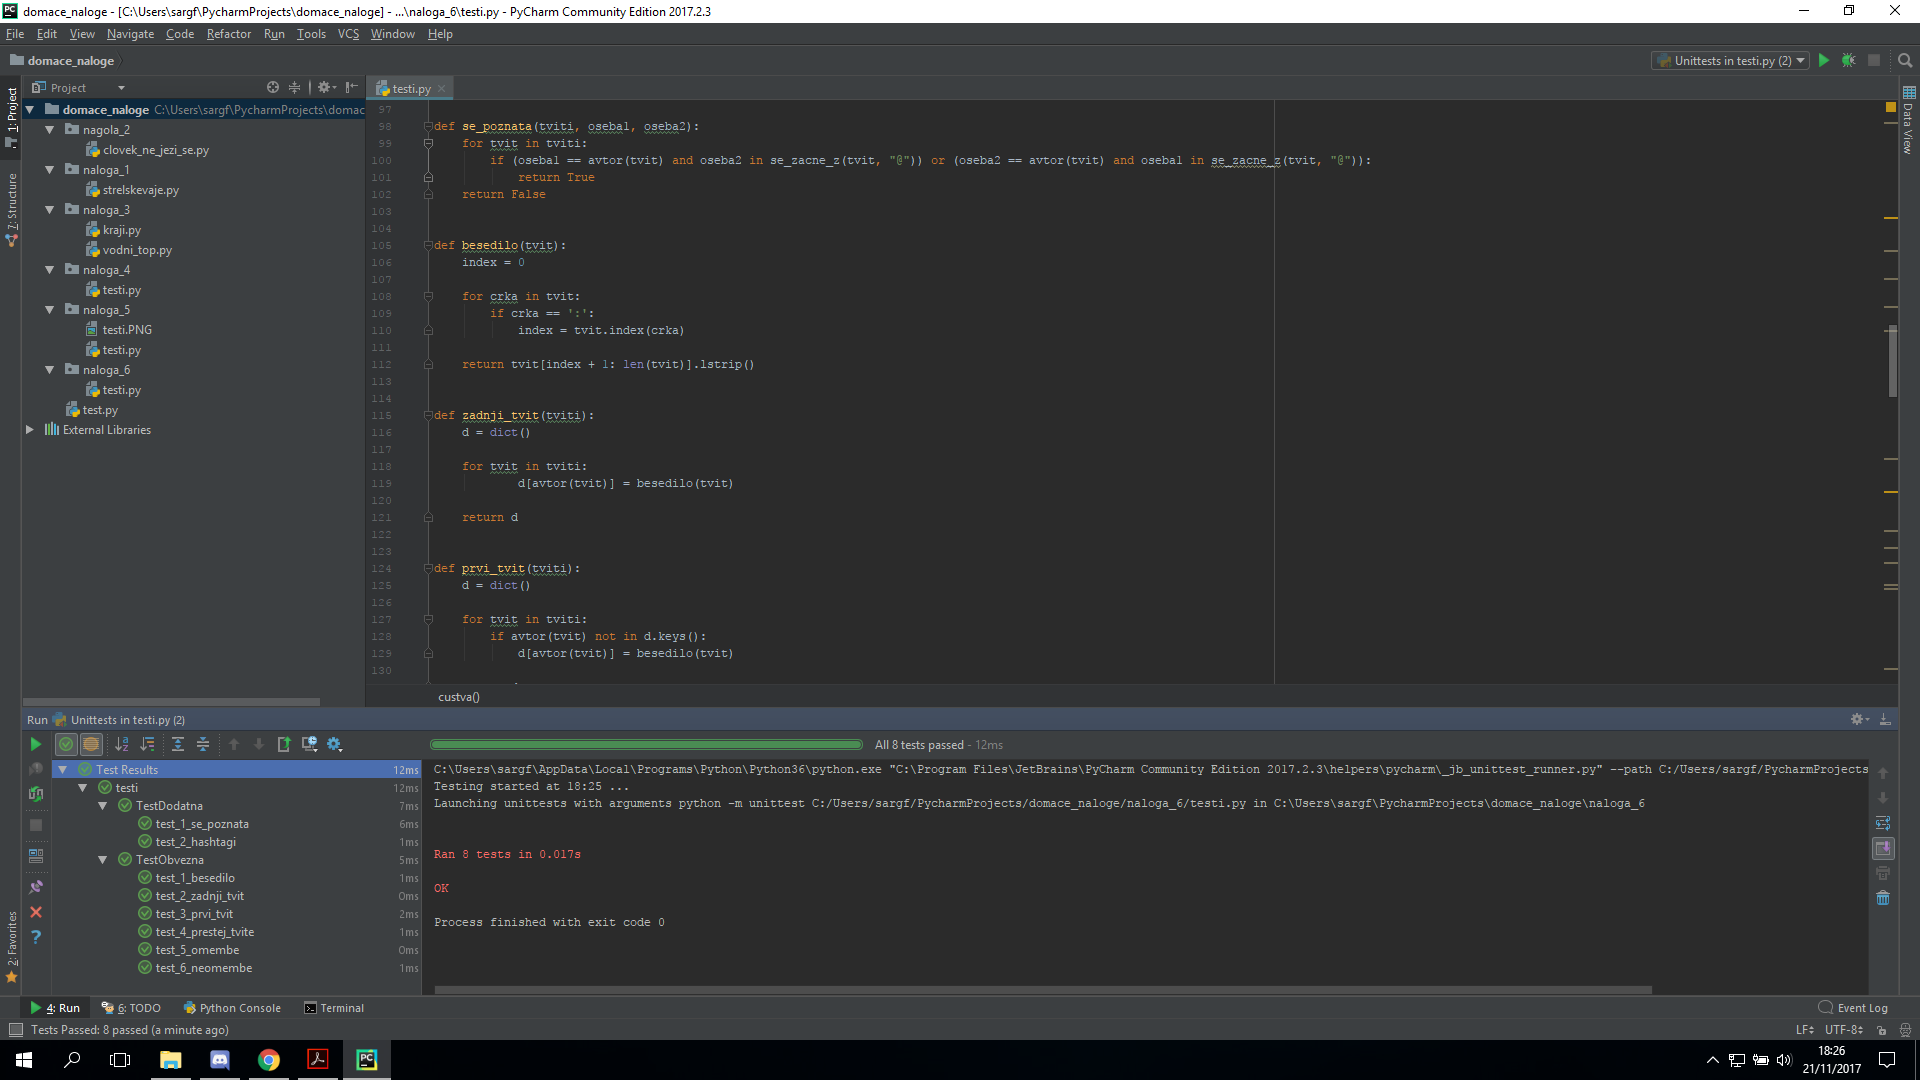 domace_naloge - [C:\Users\sargf\PycharmProjects\domace_naloge] - ...\naloga_6\testi.py - PyCharm Community Edition 2017.2.3
File Edit View Navigate Code Refactor Run Tools VCS Window Help
domace_naloge
Unittests in testi.py (2)
Project
testi.py
1: Project
7: Structure
2: Favorites
Data View
domace_naloge C:\Users\sargf\PycharmProjects\domac
nagola_2
clovek_ne_jezi_se.py
naloga_1
strelskevaje.py
naloga_3
kraji.py
vodni_top.py
naloga_4
testi.py
naloga_5
testi.PNG
testi.py
naloga_6
testi.py
test.py
External Libraries
97
98 def se_poznata(tviti, oseba1, oseba2):
99 for tvit in tviti:
100 if (oseba1 == avtor(tvit) and oseba2 in se_zacne_z(tvit, "@")) or (oseba2 == avtor(tvit) and oseba1 in se_zacne_z(tvit, "@")):
101 return True
102 return False
103
104
105 def besedilo(tvit):
106 index = 0
107
108 for crka in tvit:
109 if crka == ':':
110 index = tvit.index(crka)
111
112 return tvit[index + 1: len(tvit)].lstrip()
113
114
115 def zadnji_tvit(tviti):
116 d = dict()
117
118 for tvit in tviti:
119 d[avtor(tvit)] = besedilo(tvit)
120
121 return d
122
123
124 def prvi_tvit(tviti):
125 d = dict()
126
127 for tvit in tviti:
128 if avtor(tvit) not in d.keys():
129 d[avtor(tvit)] = besedilo(tvit)
130
custva()
Run Unittests in testi.py (2)
All 8 tests passed - 12ms
Test Results 12ms
testi 12ms
TestDodatna 7ms
test_1_se_poznata 6ms
test_2_hashtagi 1ms
TestObvezna 5ms
test_1_besedilo 1ms
test_2_zadnji_tvit 0ms
test_3_prvi_tvit 2ms
test_4_prestej_tvite 1ms
test_5_omembe 0ms
test_6_neomembe 1ms
C:\Users\sargf\AppData\Local\Programs\Python\Python36\python.exe "C:\Program Files\JetBrains\PyCharm Community Edition 2017.2.3\helpers\pycharm\_jb_unittest_runner.py" --path C:/Users/sargf/PycharmProjects
Testing started at 18:25 ...
Launching unittests with arguments python -m unittest C:/Users/sargf/PycharmProjects/domace_naloge/naloga_6/testi.py in C:\Users\sargf\PycharmProjects\domace_naloge\naloga_6
Ran 8 tests in 0.017s
OK
Process finished with exit code 0
4: Run 6: TODO Python Console Terminal Event Log
Tests Passed: 8 passed (a minute ago) LF UTF-8
18:26
21/11/2017